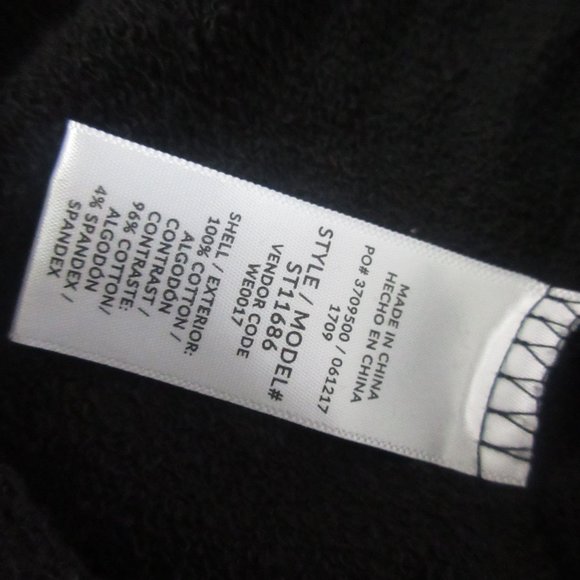 MADE IN CHINA
HECHO EN CHINA
PO# 3709500 / 061217
1709
STYLE / MODEL#
ST11686
VENDOR CODE
WE0017
SHELL / EXTERIOR:
100% COTTON /
ALGODÓN
CONTRAST /
CONTRASTE:
96% COTTON/
ALGODÓN
4% SPANDEX /
SPANDEX